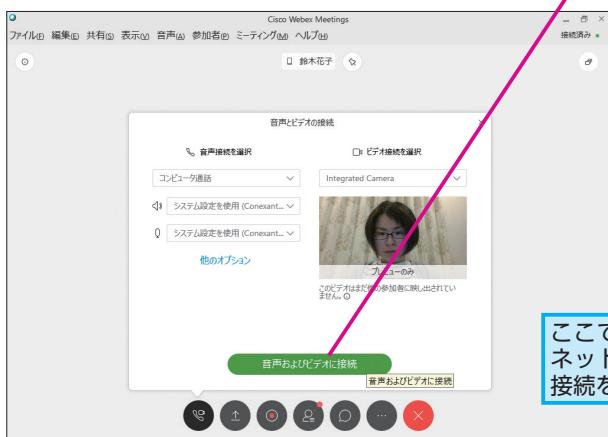 Cisco Webex Meetings
ファイル(F) 編集(E) 共有(S) 表示(V) 音声(A) 参加者(P) ミーティング(M) ヘルプ(H) 接続済み
鈴木花子
音声とビデオの接続
音声接続を選択 ビデオ接続を選択
コンピュータ通話 Integrated Camera
システム設定を使用 (Conexant...
システム設定を使用 (Conexant...
他のオプション
プレビューのみ
このビデオはまだ他の参加者に映し出されてい
ません。
音声およびビデオに接続
音声およびビデオに接続
ここで
ネット
接続を